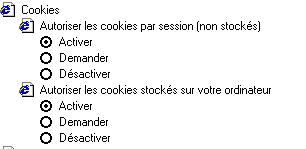 Cookies
Autoriser les cookies par session (non stockés)
Activer
Demander
Désactiver
Autoriser les cookies stockés sur votre ordinateur
Activer
Demander
Désactiver